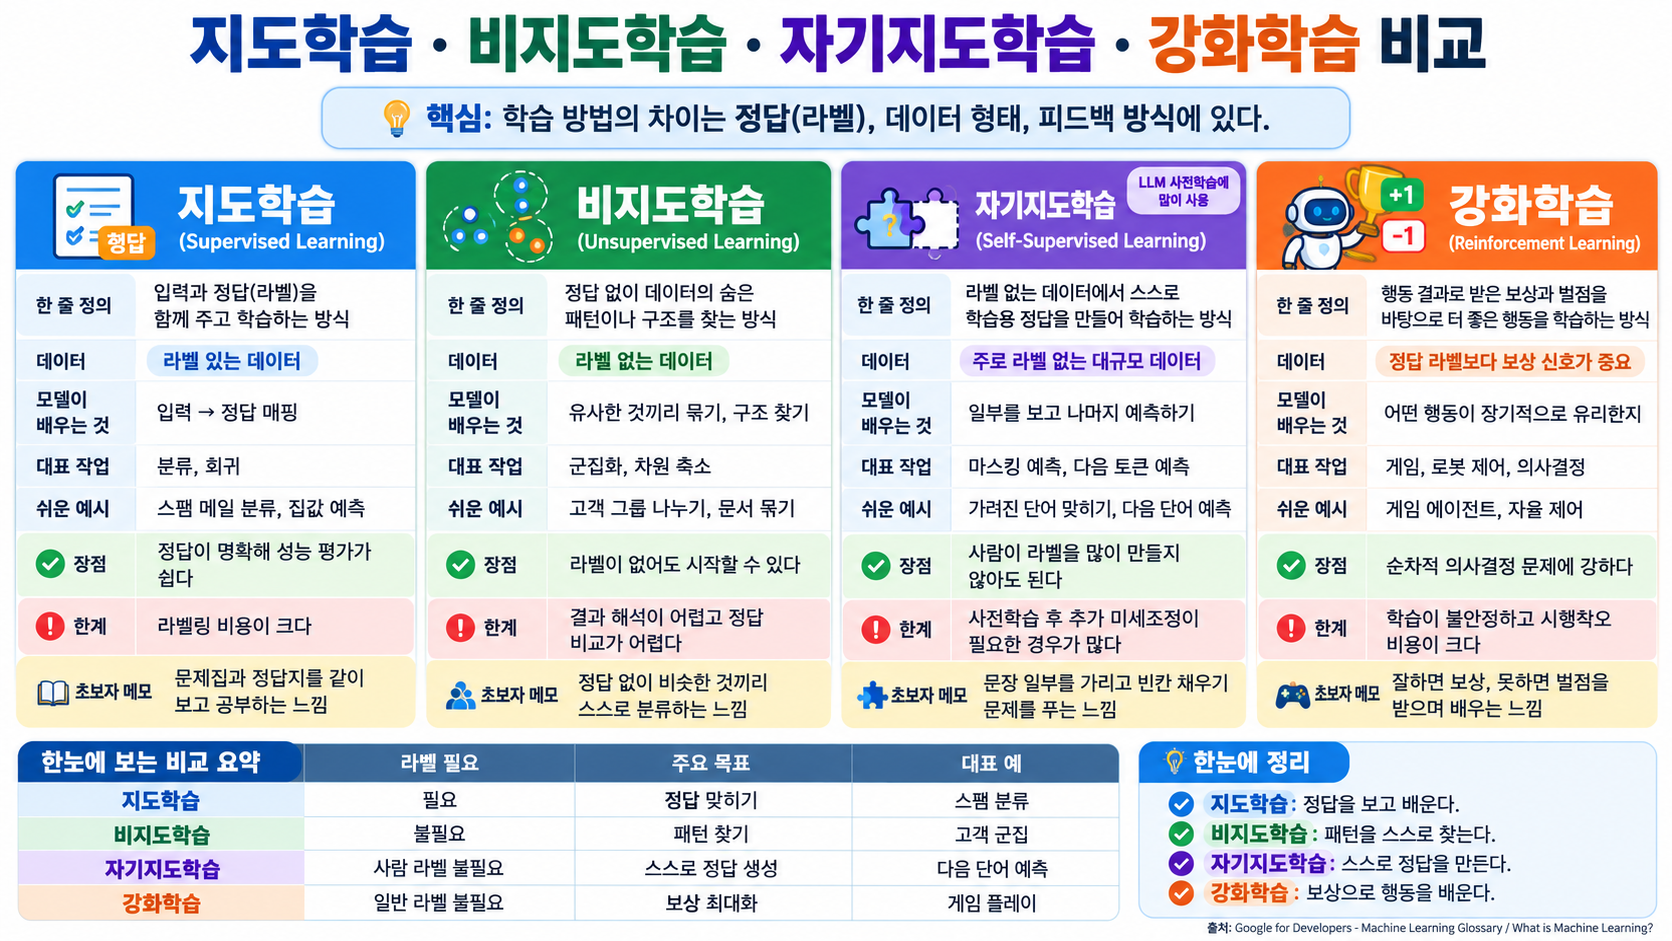 지도학습 · 비지도학습 · 자기지도학습 · 강화학습 비교
핵심: 학습 방법의 차이는 정답(라벨), 데이터 형태, 피드백 방식에 있다.
형답
지도학습
(Supervised Learning)
한 줄 정의
입력과 정답(라벨)을
함께 주고 학습하는 방식
데이터
라벨 있는 데이터
모델이
배우는 것
입력 → 정답 매핑
대표 작업
분류, 회귀
쉬운 예시
스팸 메일 분류, 집값 예측
장점
정답이 명확해 성능 평가가
쉽다
한계
라벨링 비용이 크다
초보자 메모
문제집과 정답지를 같이
보고 공부하는 느낌
비지도학습
(Unsupervised Learning)
한 줄 정의
정답 없이 데이터의 숨은
패턴이나 구조를 찾는 방식
데이터
라벨 없는 데이터
모델이
배우는 것
유사한 것끼리 묶기, 구조 찾기
대표 작업
군집화, 차원 축소
쉬운 예시
고객 그룹 나누기, 문서 묶기
장점
라벨이 없어도 시작할 수 있다
한계
결과 해석이 어렵고 정답
비교가 어렵다
초보자 메모
정답 없이 비슷한 것끼리
스스로 분류하는 느낌
?
자기지도학습
(Self-Supervised Learning)
LLM 사전학습에
많이 사용
한 줄 정의
라벨 없는 데이터에서 스스로
학습용 정답을 만들어 학습하는 방식
데이터
주로 라벨 없는 대규모 데이터
모델이
배우는 것
일부를 보고 나머지 예측하기
대표 작업
마스킹 예측, 다음 토큰 예측
쉬운 예시
가려진 단어 맞히기, 다음 단어 예측
장점
사람이 라벨을 많이 만들지
않아도 된다
한계
사전학습 후 추가 미세조정이
필요한 경우가 많다
초보자 메모
문장 일부를 가리고 빈칸 채우기
문제를 푸는 느낌
+1
-1
강화학습
(Reinforcement Learning)
한 줄 정의
행동 결과로 받은 보상과 벌점을
바탕으로 더 좋은 행동을 학습하는 방식
데이터
정답 라벨보다 보상 신호가 중요
모델이
배우는 것
어떤 행동이 장기적으로 유리한지
대표 작업
게임, 로봇 제어, 의사결정
쉬운 예시
게임 에이전트, 자율 제어
장점
순차적 의사결정 문제에 강하다
한계
학습이 불안정하고 시행착오
비용이 크다
초보자 메모
잘하면 보상, 못하면 벌점을
받으며 배우는 느낌
한눈에 보는 비교 요약 라벨 필요 주요 목표 대표 예
지도학습 필요 정답 맞히기 스팸 분류
비지도학습 불필요 패턴 찾기 고객 군집
자기지도학습 사람 라벨 불필요 스스로 정답 생성 다음 단어 예측
강화학습 일반 라벨 불필요 보상 최대화 게임 플레이
한눈에 정리
지도학습: 정답을 보고 배운다.
비지도학습: 패턴을 스스로 찾는다.
자기지도학습: 스스로 정답을 만든다.
강화학습: 보상으로 행동을 배운다.
출처: Google for Developers - Machine Learning Glossary / What is Machine Learning?